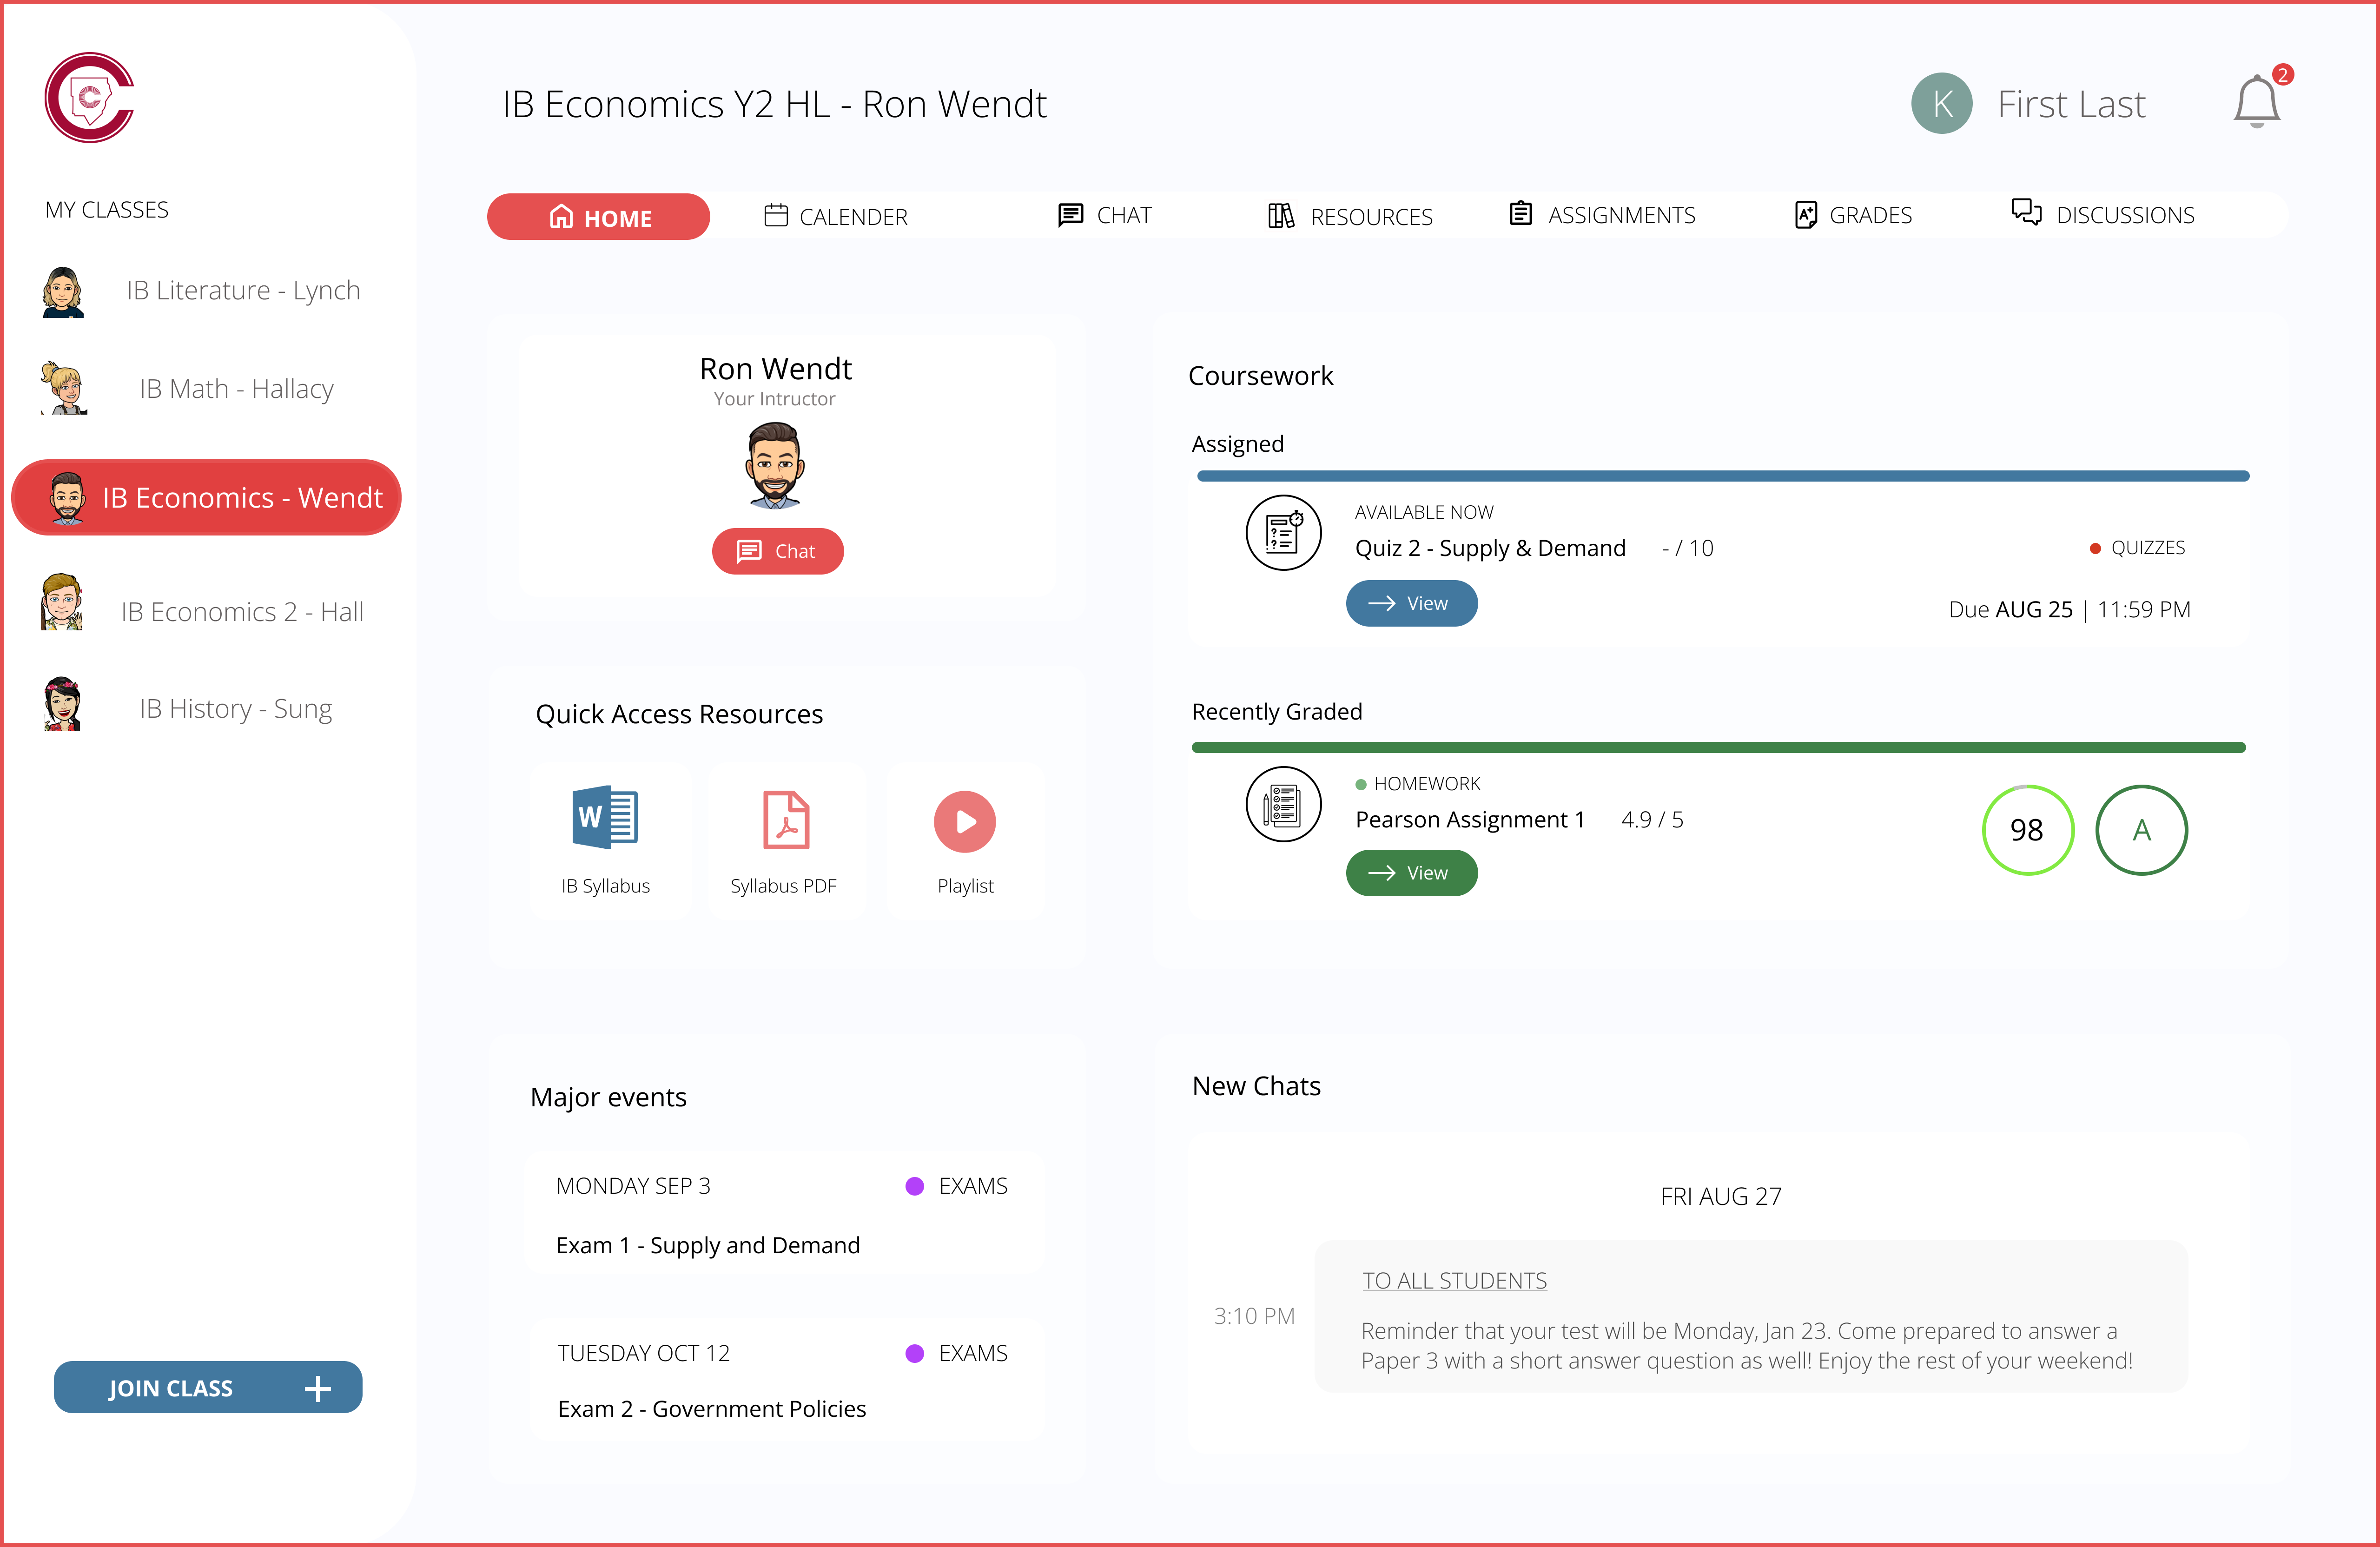 C
IB Economics Y2 HL - Ron Wendt
K
First Last
2
MY CLASSES
HOME
CALENDER
CHAT
RESOURCES
ASSIGNMENTS
A+
GRADES
DISCUSSIONS
IB Literature - Lynch
IB Math - Hallacy
IB Economics - Wendt
IB Economics 2 - Hall
IB History - Sung
JOIN CLASS
Ron Wendt
Your Intructor
Chat
Quick Access Resources
W
IB Syllabus
Syllabus PDF
Playlist
Major events
MONDAY SEP 3
EXAMS
Exam 1 - Supply and Demand
TUESDAY OCT 12
EXAMS
Exam 2 - Government Policies
Coursework
Assigned
AVAILABLE NOW
Quiz 2 - Supply & Demand - / 10
QUIZZES
View
Due AUG 25 | 11:59 PM
Recently Graded
HOMEWORK
Pearson Assignment 1 4.9 / 5
98
A
View
New Chats
FRI AUG 27
TO ALL STUDENTS
3:10 PM
Reminder that your test will be Monday, Jan 23. Come prepared to answer a
Paper 3 with a short answer question as well! Enjoy the rest of your weekend!